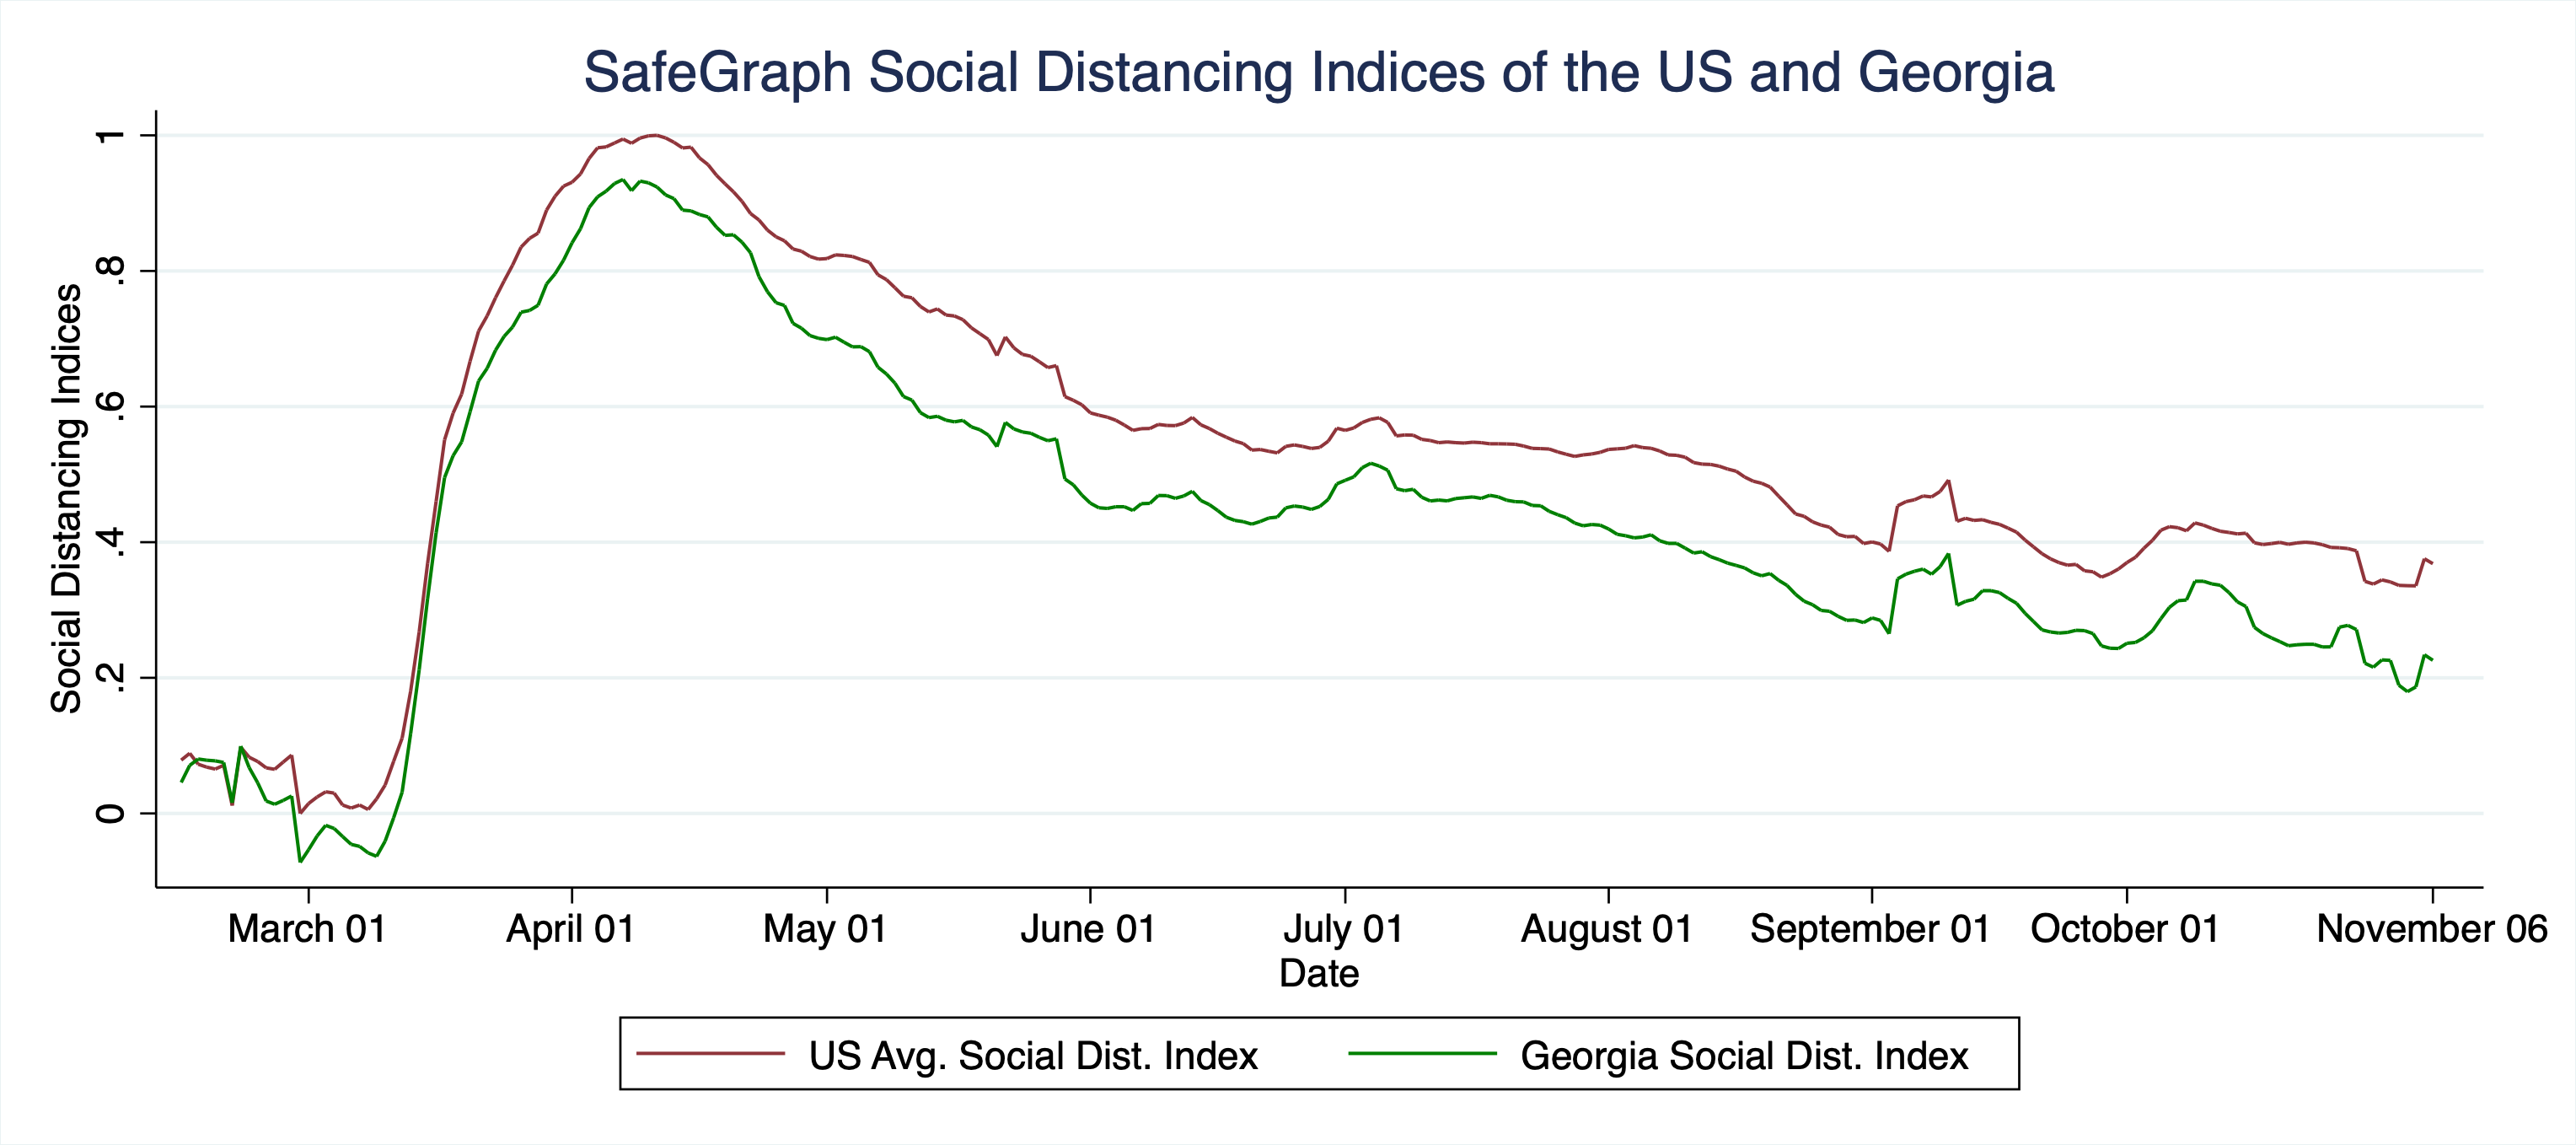 SafeGraph Social Distancing Indices of the US and Georgia
Social Distancing Indices
1
.8
.6
.4
.2
0
March 01
April 01
May 01
June 01
July 01
August 01
September 01
October 01
November 06
Date
US Avg. Social Dist. Index
Georgia Social Dist. Index